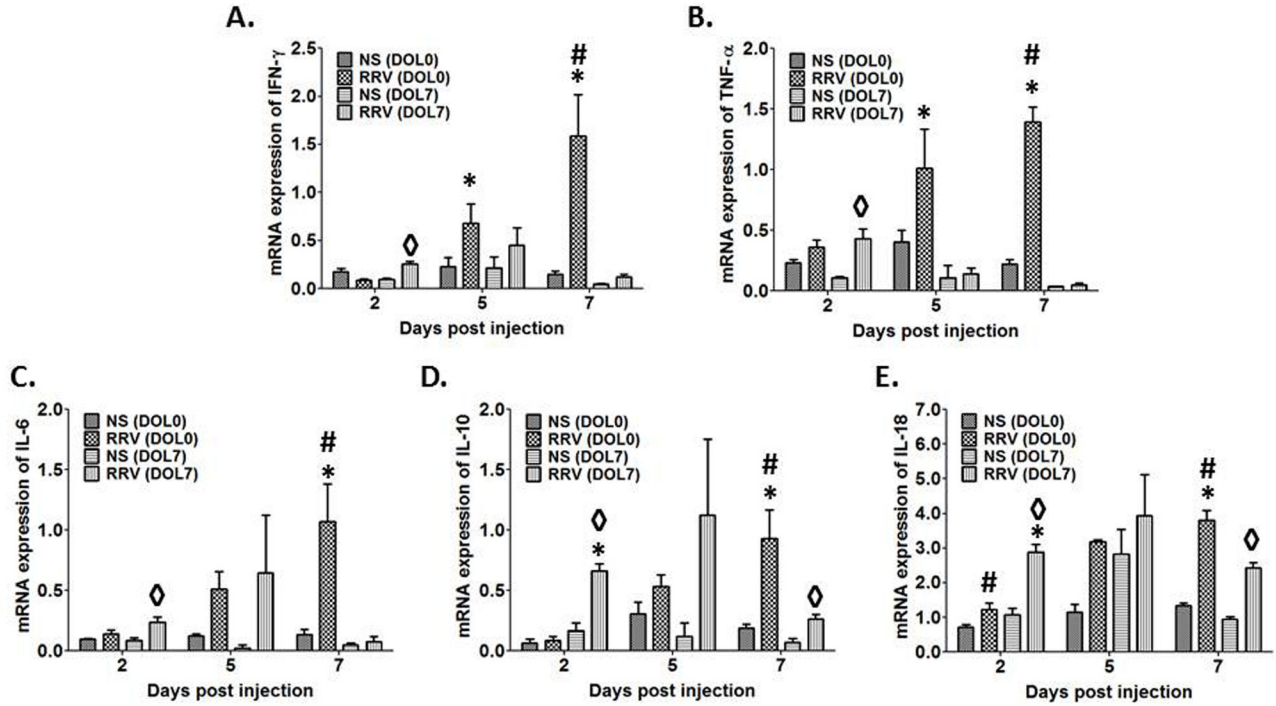 A.
mRNA expression of IFN-γ
2.5
2.0
1.5
1.0
0.5
0.0
NS (DOL0)
RRV (DOL0)
NS (DOL7)
RRV (DOL7)
◊
*
#
*
2
5
7
Days post injection
B.
mRNA expression of TNF-α
2.0
1.5
1.0
0.5
0.0
NS (DOL0)
RRV (DOL0)
NS (DOL7)
RRV (DOL7)
◊
*
#
*
2
5
7
Days post injection
C.
mRNA expression of IL-6
2.0
1.5
1.0
0.5
0.0
NS (DOL0)
RRV (DOL0)
NS (DOL7)
RRV (DOL7)
◊
#
*
2
5
7
Days post injection
D.
mRNA expression of IL-10
2.0
1.5
1.0
0.5
0.0
NS (DOL0)
RRV (DOL0)
NS (DOL7)
RRV (DOL7)
◊
*
#
*
◊
2
5
7
Days post injection
E.
mRNA expression of IL-18
7.0
6.0
5.0
4.0
3.0
2.0
1.0
0.0
NS (DOL0)
RRV (DOL0)
NS (DOL7)
RRV (DOL7)
#
◊
*
#
*
◊
2
5
7
Days post injection